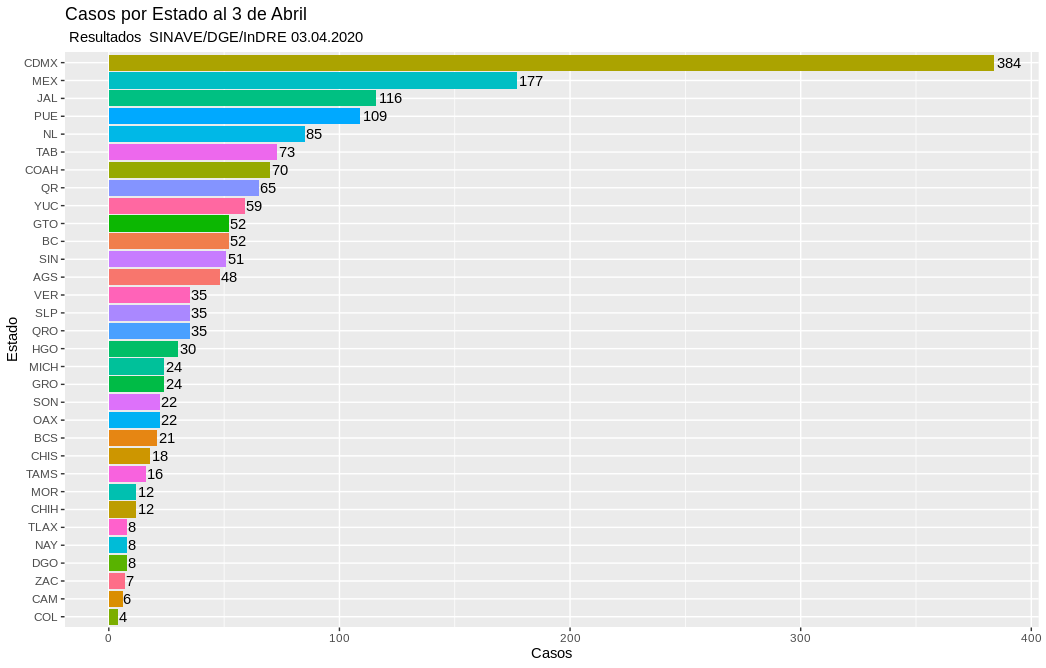 Casos por Estado al 3 de Abril
Resultados  SINAVE/DGE/InDRE 03.04.2020
Estado
CDMX 384
MEX 177
JAL 116
PUE 109
NL 85
TAB 73
COAH 70
QR 65
YUC 59
GTO 52
BC 52
SIN 51
AGS 48
VER 35
SLP 35
QRO 35
HGO 30
MICH 24
GRO 24
SON 22
OAX 22
BCS 21
CHIS 18
TAMS 16
MOR 12
CHIH 12
TLAX 8
NAY 8
DGO 8
ZAC 7
CAM 6
COL 4
0 100 200 300 400
Casos